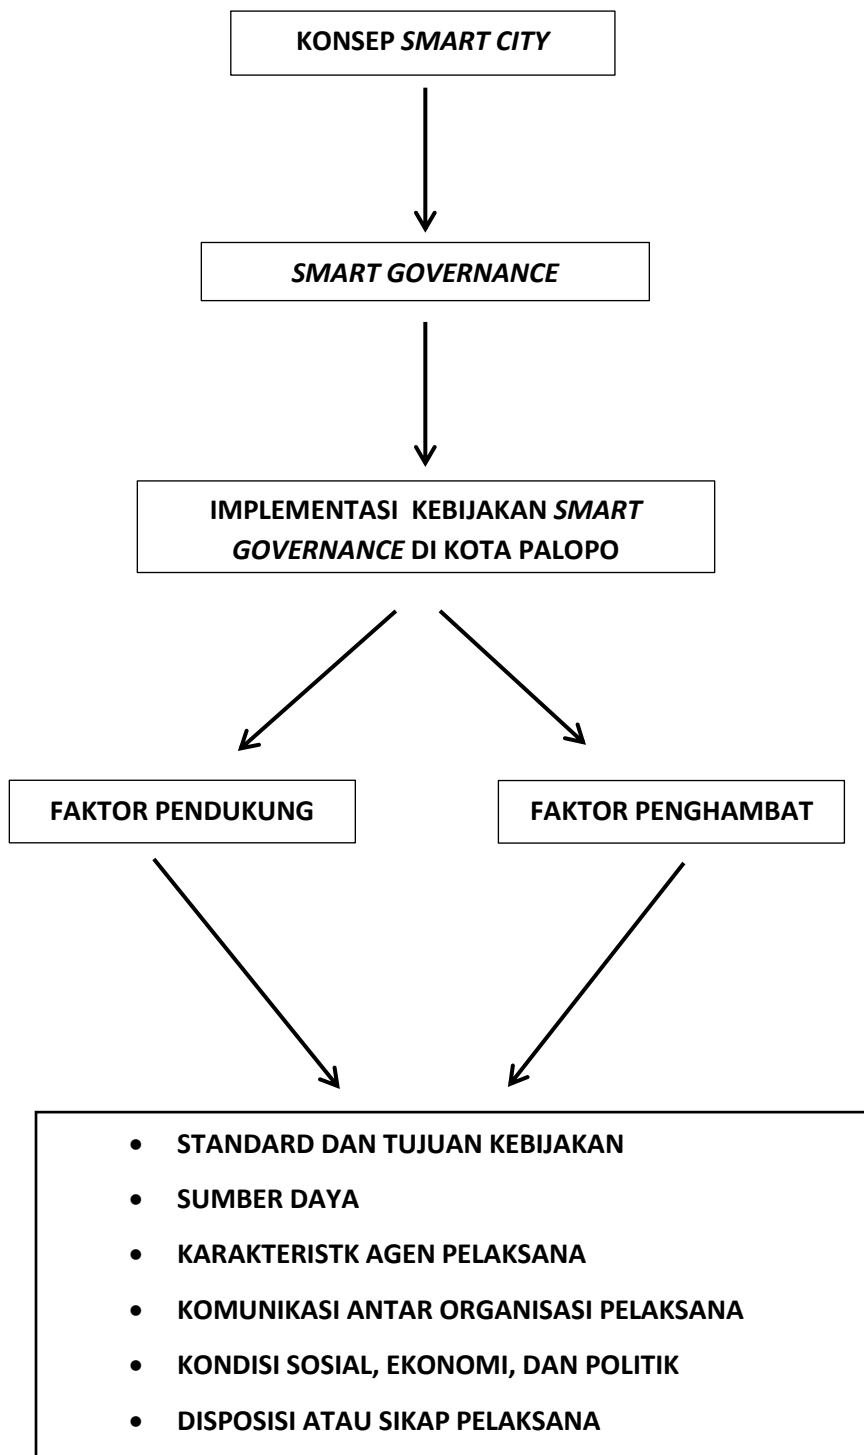 KONSEP SMART CITY
SMART GOVERNANCE
IMPLEMENTASI KEBIJAKAN SMART
GOVERNANCE DI KOTA PALOPO
FAKTOR PENDUKUNG
FAKTOR PENGHAMBAT
• STANDARD DAN TUJUAN KEBIJAKAN
• SUMBER DAYA
• KARAKTERISTK AGEN PELAKSANA
• KOMUNIKASI ANTAR ORGANISASI PELAKSANA
• KONDISI SOSIAL, EKONOMI, DAN POLITIK
• DISPOSISI ATAU SIKAP PELAKSANA